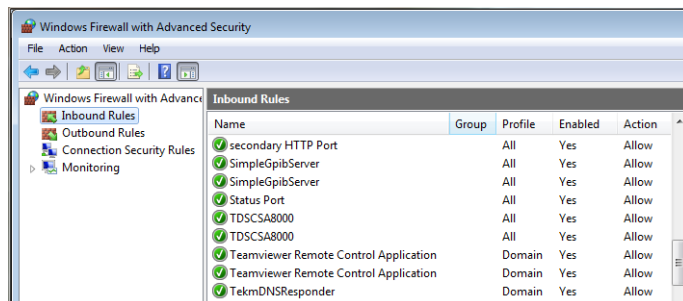 Windows Firewall with Advanced Security
File Action View Help
Windows Firewall with Advance
Inbound Rules
Outbound Rules
Connection Security Rules
Monitoring
Inbound Rules
Name Group Profile Enabled Action
secondary HTTP Port All Yes Allow
SimpleGpibServer All Yes Allow
SimpleGpibServer All Yes Allow
Status Port All Yes Allow
TDSCSA8000 All Yes Allow
TDSCSA8000 All Yes Allow
Teamviewer Remote Control Application Domain Yes Allow
Teamviewer Remote Control Application Domain Yes Allow
TekmDNSResponder Domain Yes Allow